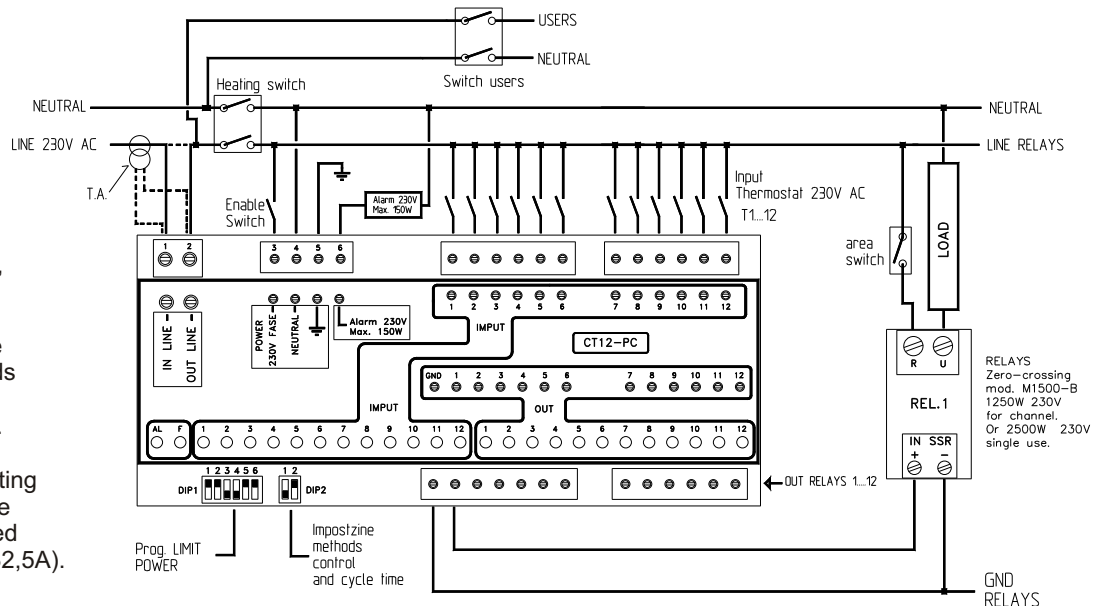 USERS
NEUTRAL
Switch users
Heating switch
NEUTRAL
NEUTRAL
LINE 230V AC
LINE RELAYS
T.A.
Enable
Switch
Alarm 230V
Max. 150W
Input
Thermostat 230V AC
T1....12
area
switch
LOAD
1 2
3 4 5 6
IN LINE
OUT LINE
POWER
230V FASE
NEUTRAL
Alarm 230V
Max. 150W
1 2 3 4 5 6
7 8 9 10 11 12
IMPUT
CT12-PC
GND 1 2 3 4 5 6
7 8 9 10 11 12
IMPUT
OUT
AL F
1 2 3 4 5 6 7 8 9 10 11 12
1 2 3 4 5 6 7 8 9 10 11 12
R U
REL.1
IN SSR
+ -
RELAYS
Zero-crossing
mod. M1500-B
1250W 230V
for channel.
Or 2500W 230V
single use.
1 2 3 4 5 6
DIP1
1 2
DIP2
OUT RELAYS 1....12
Prog. LIMIT
POWER
Impostzine
methods
control
and cycle time
GND
RELAYS
32,5A).